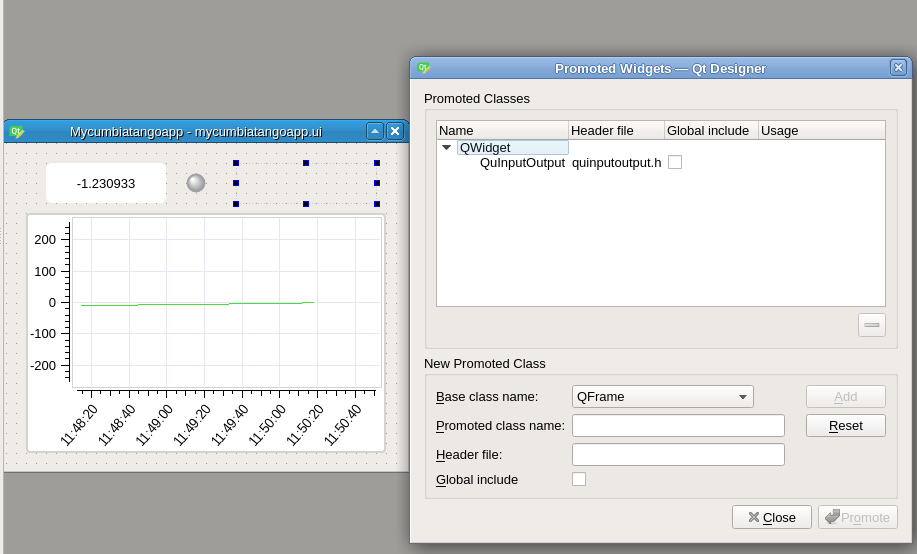 Mycumbiatangoapp - mycumbiatangoapp.ui
-1.230933
200
100
0
-100
-200
11:48:20
11:48:40
11:49:00
11:49:20
11:49:40
11:50:00
11:50:20
11:50:40
Promoted Widgets — Qt Designer
Promoted Classes
Name Header file Global include Usage
QWidget
QuInputOutput quinputoutput.h
New Promoted Class
Base class name: QFrame Add
Promoted class name: Reset
Header file:
Global include
Close Promote